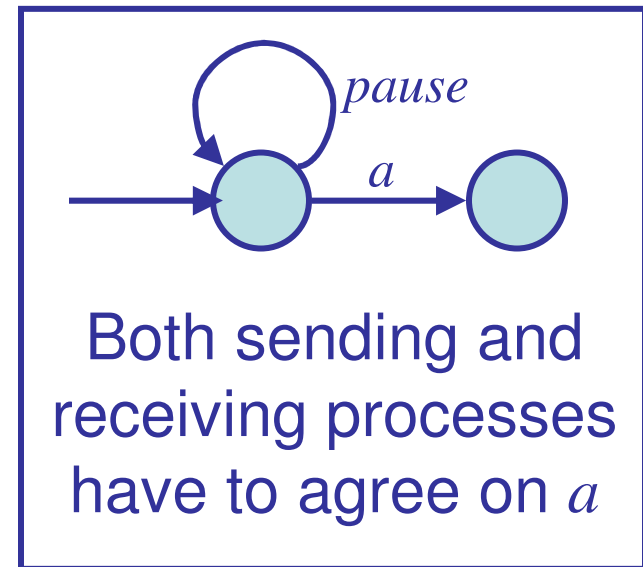 pause
a
Both sending and
receiving processes
have to agree on a